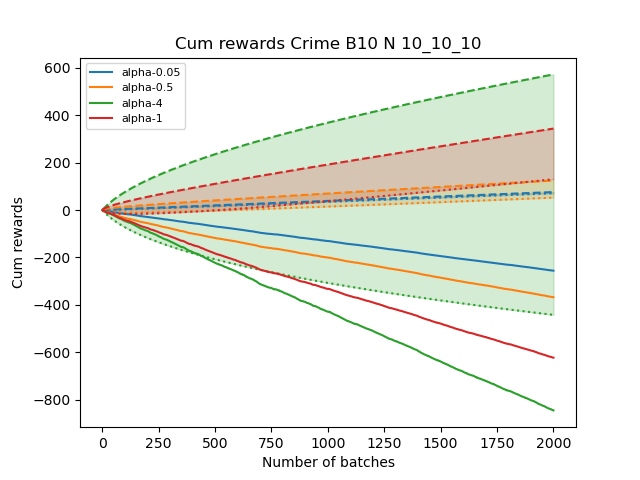 Cum rewards Crime B10 N 10_10_10
alpha-0.05
alpha-0.5
alpha-4
alpha-1
600
400
200
0
−200
−400
−600
−800
Cum rewards
0 250 500 750 1000 1250 1500 1750 2000
Number of batches